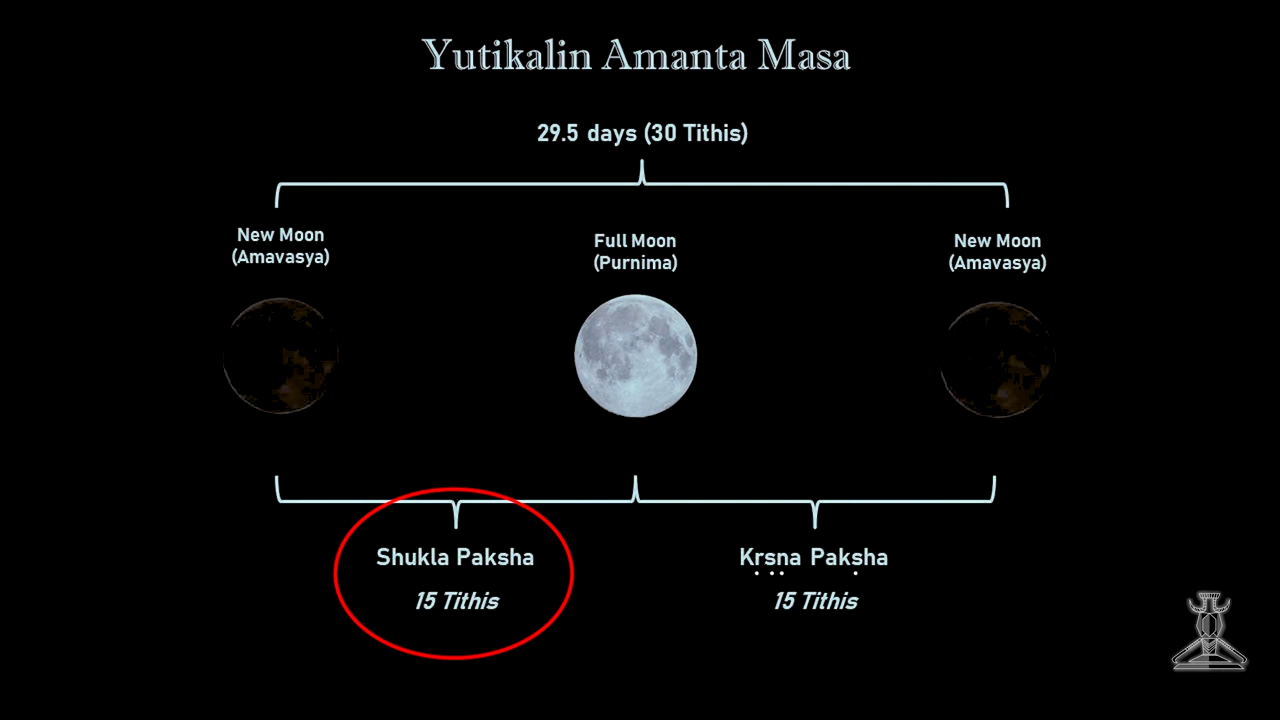 Yutikalin Amanta Masa
29.5 days (30 Tithis)
New Moon
(Amavasya)
Full Moon
(Purnima)
New Moon
(Amavasya)
Shukla Paksha
15 Tithis
Kṛṣṇa Pakṣha
15 Tithis